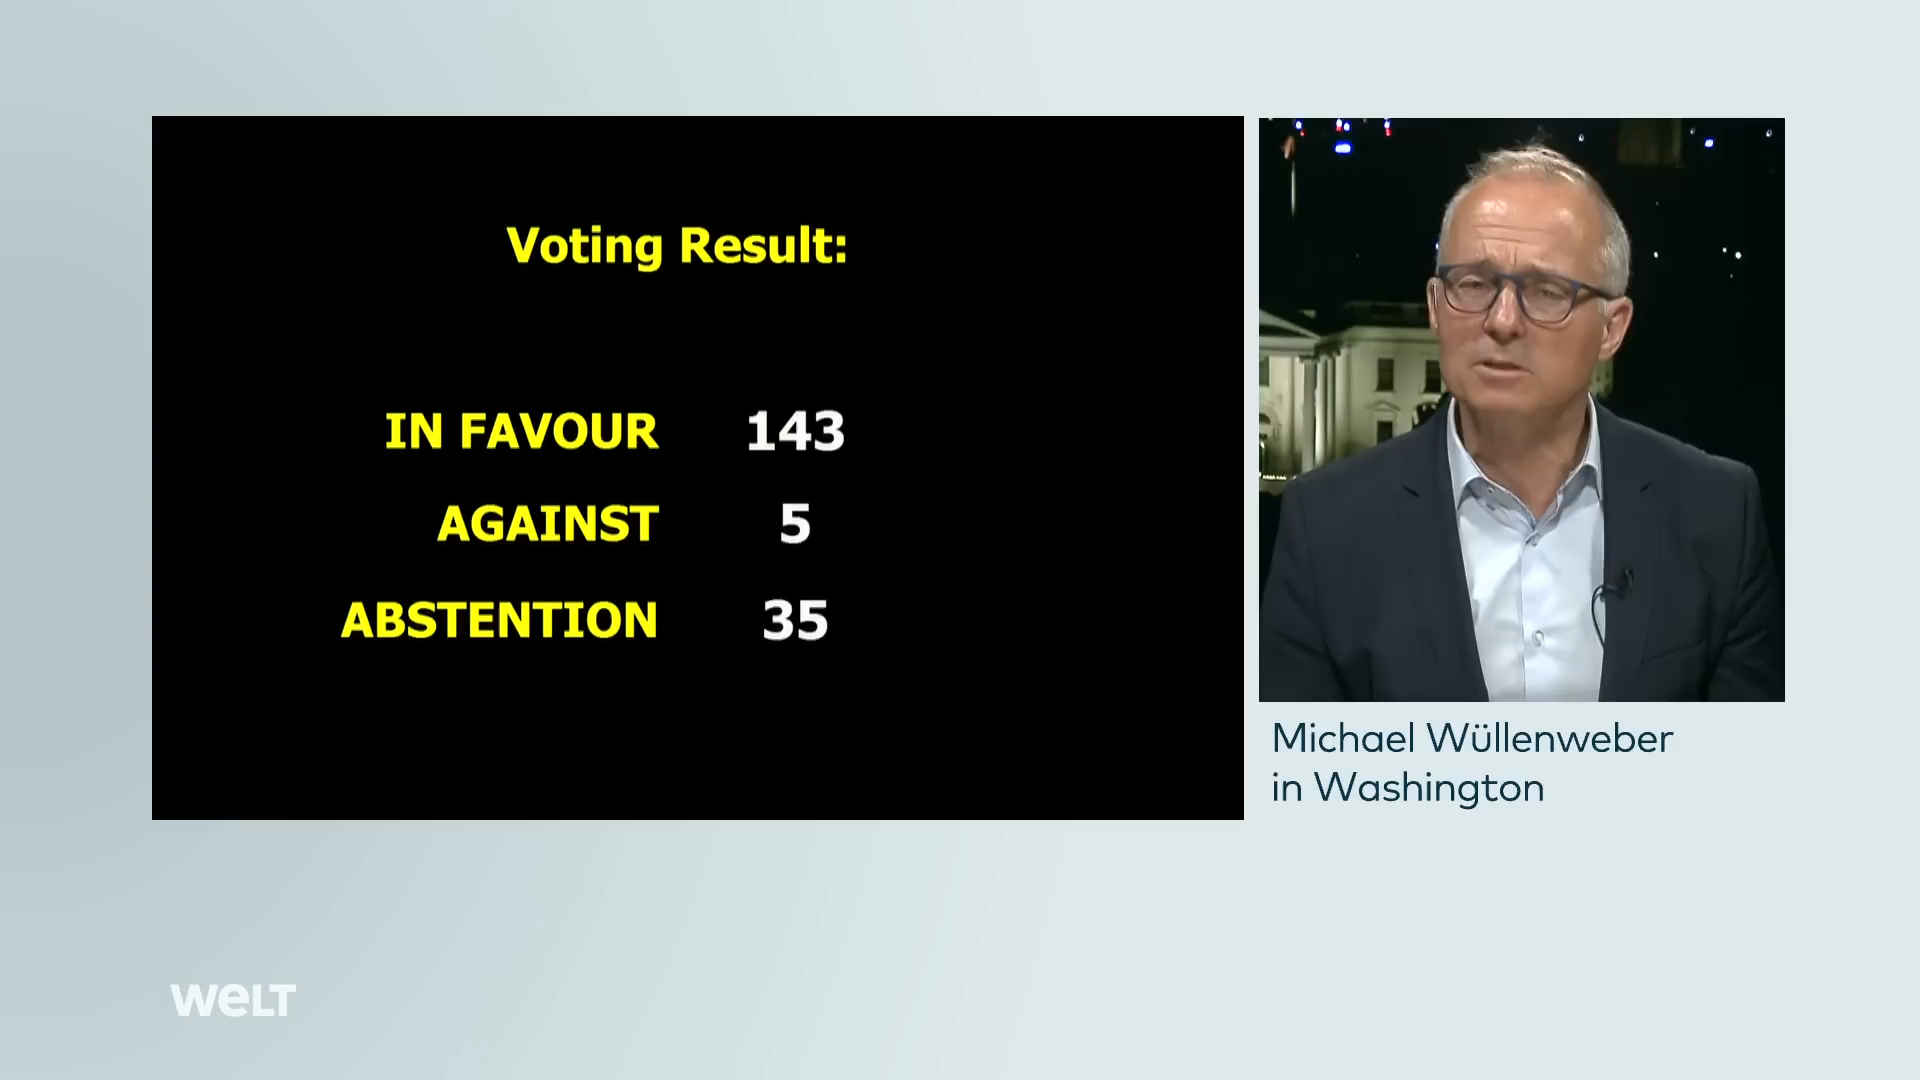 Voting Result:
IN FAVOUR 143
AGAINST 5
ABSTENTION 35
Michael Wüllenweber
in Washington
WELT